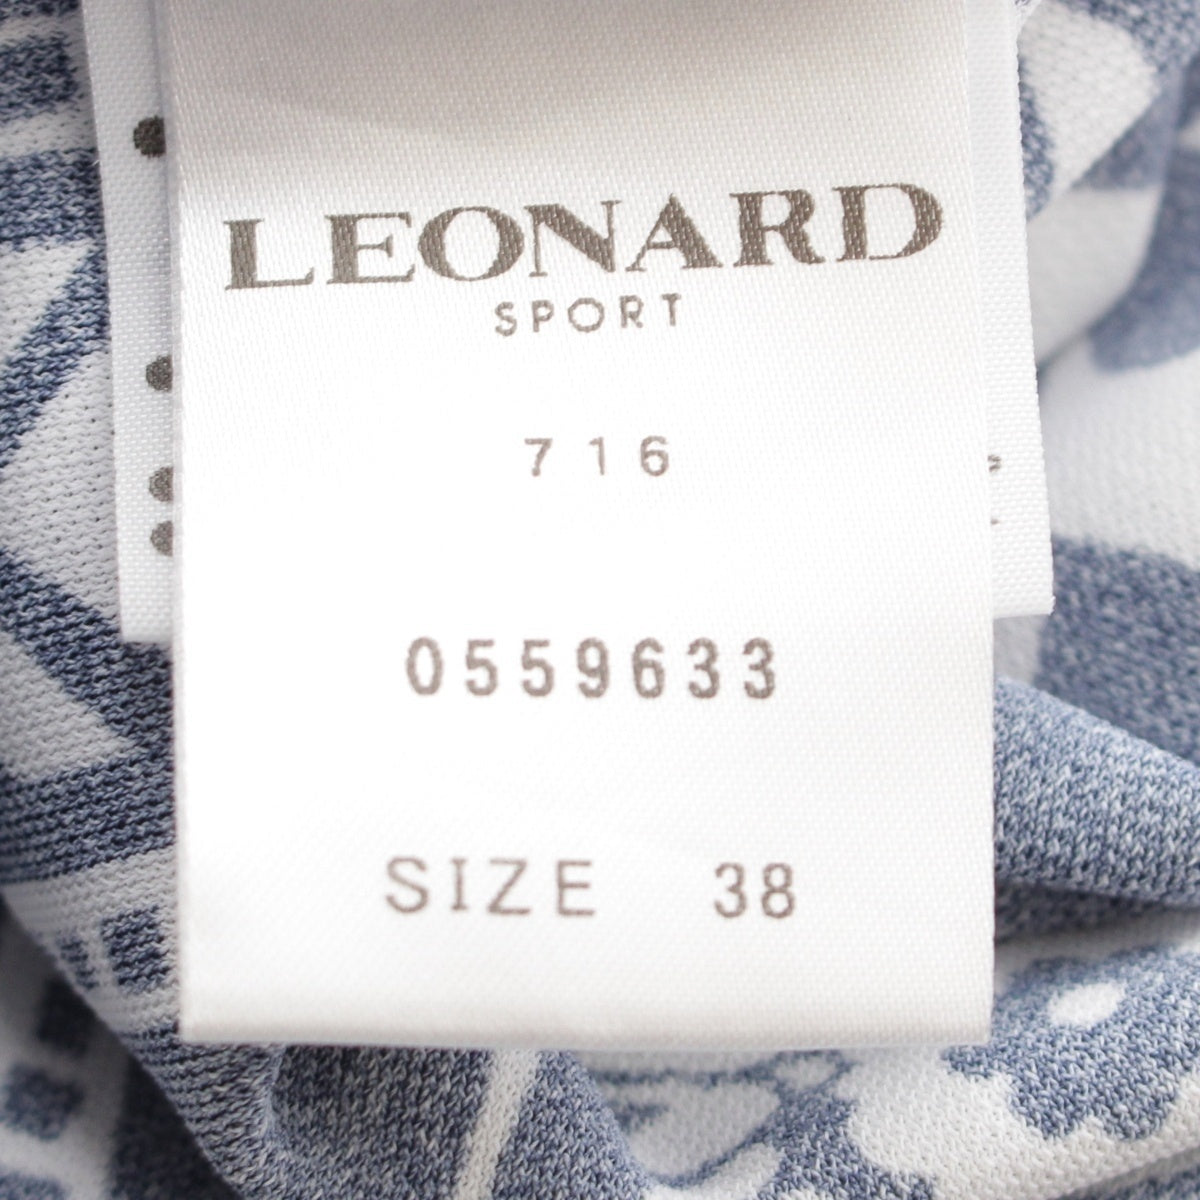 LEONARD
SPORT
716
0559633
SIZE 38